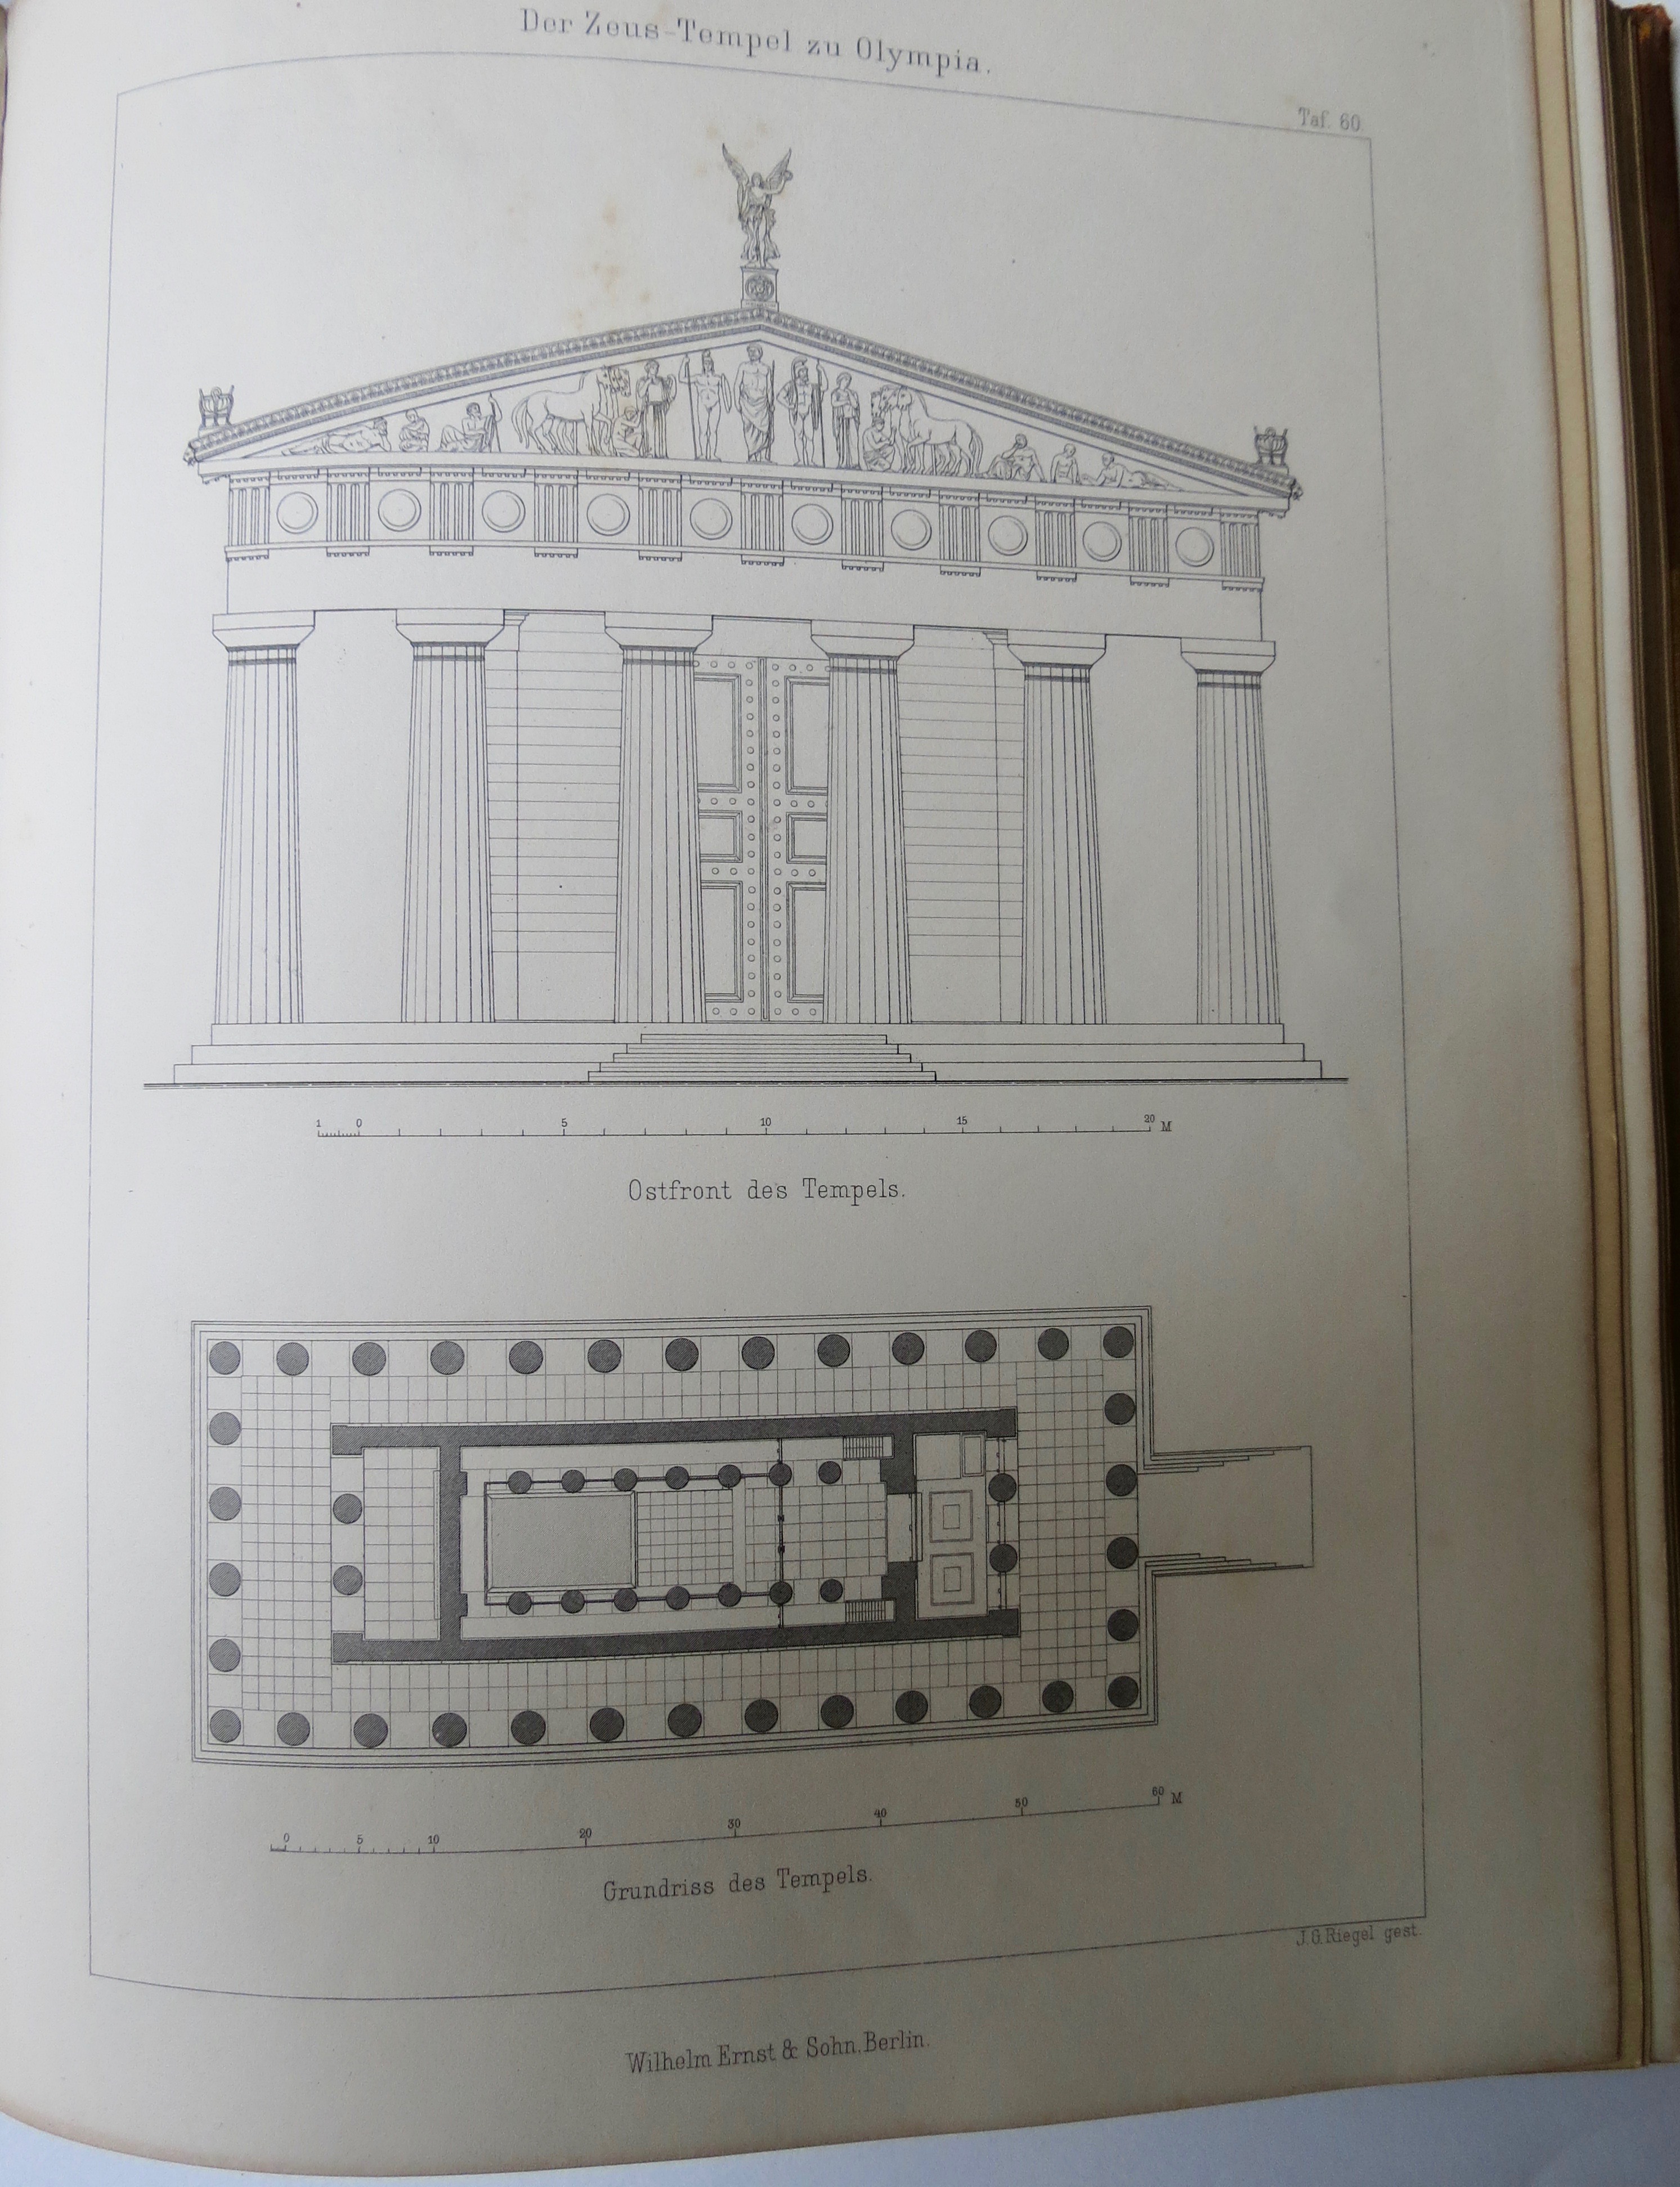 Der Zeus-Tempel zu Olympia.
Taf. 60.
1 0 5 10 15 20 M
Ostfront des Tempels.
0 5 10 20 30 40 50 60 M
Grundriss des Tempels.
J.G.Riegel gest.
Wilhelm Ernst & Sohn, Berlin.